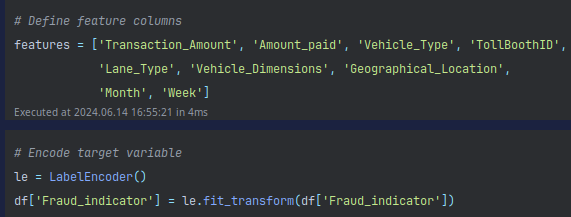 # Define feature columns
features = ['Transaction_Amount', 'Amount_paid', 'Vehicle_Type', 'TollBoothID',
'Lane_Type', 'Vehicle_Dimensions', 'Geographical_Location',
'Month', 'Week']
Executed at 2024.06.14 16:55:21 in 4ms
# Encode target variable
le = LabelEncoder()
df['Fraud_indicator'] = le.fit_transform(df['Fraud_indicator'])